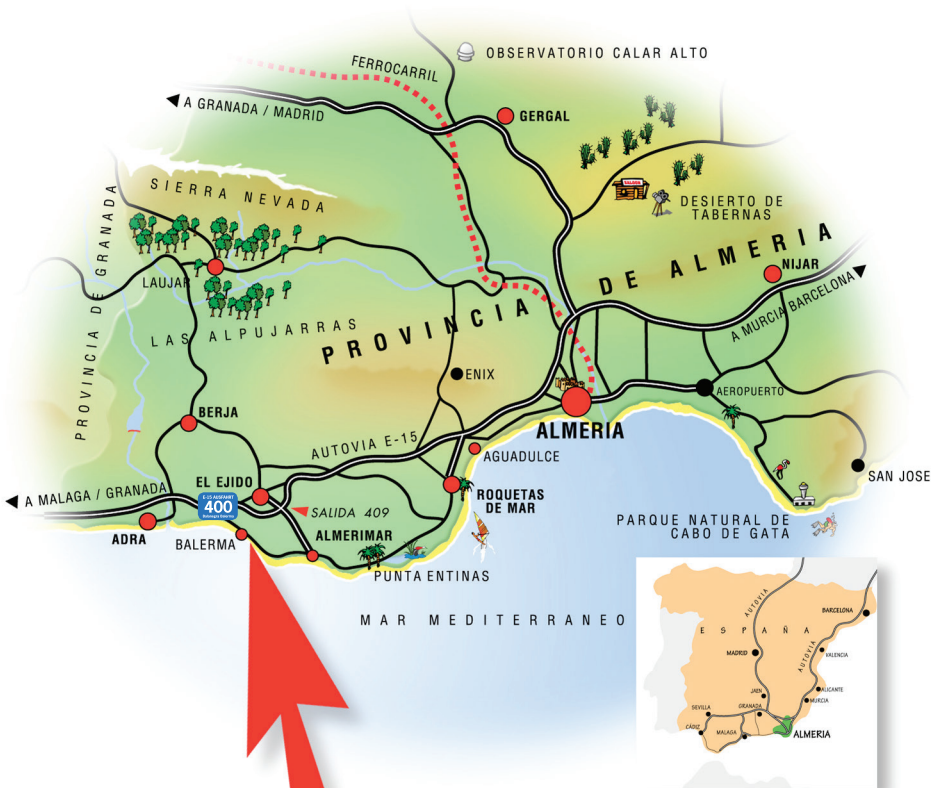 OBSERVATORIO CALAR ALTO
FERROCARRIL
A GRANADA / MADRID
GERGAL
SIERRA NEVADA
DESIERTO DE
TABERNAS
PROVINCIA DE GRANADA
LAUJAR
NIJAR
PROVINCIA DE ALMERIA
A MURCIA BARCELONA
LAS ALPUJARRAS
ENIX
AEROPUERTO
BERJA
ALMERIA
AUTOVIA E-15
AGUADULCE
SAN JOSE
A MALAGA / GRANADA
EL EJIDO
E-15 AUSFAHRT
400
SALIDA 409
ROQUETAS
DE MAR
PARQUE NATURAL DE
CABO DE GATA
ADRA
BALERMA
ALMERIMAR
PUNTA ENTINAS
MAR MEDITERRANEO
AUTOVIA
BARCELONA
ESPAÑA
MADRID
AUTOVIA
VALENCIA
JAEN
ALICANTE
MURCIA
SEVILLA
GRANADA
CÁDIZ
MALAGA
ALMERIA